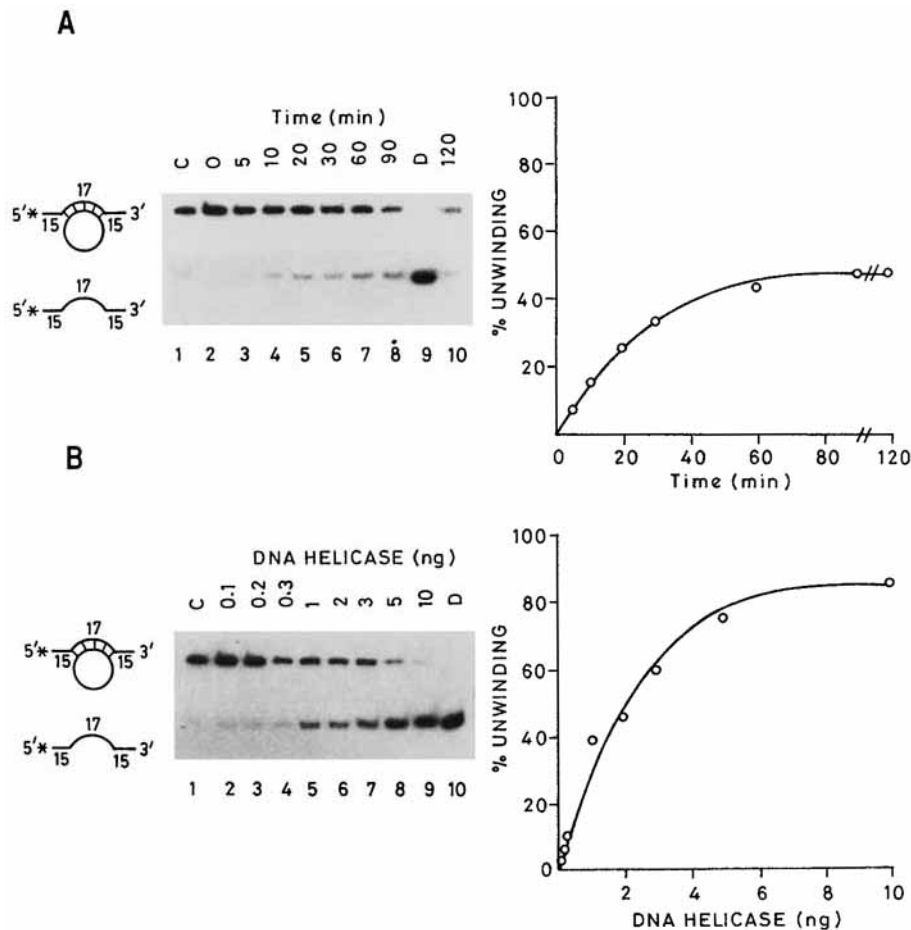 A
Time (min)
C O 5 10 20 30 60 90 D 120
17
5'* 3'
15 15
17
5'* 3'
15 15
1 2 3 4 5 6 7 8 9 10
% UNWINDING
100
80
60
40
20
0 20 40 60 80 120
Time (min)
B
DNA HELICASE (ng)
C 0.1 0.2 0.3 1 2 3 5 10 D
17
5'* 3'
15 15
17
5'* 3'
15 15
1 2 3 4 5 6 7 8 9 10
% UNWINDING
100
80
60
40
20
0
2 4 6 8 10
DNA HELICASE (ng)